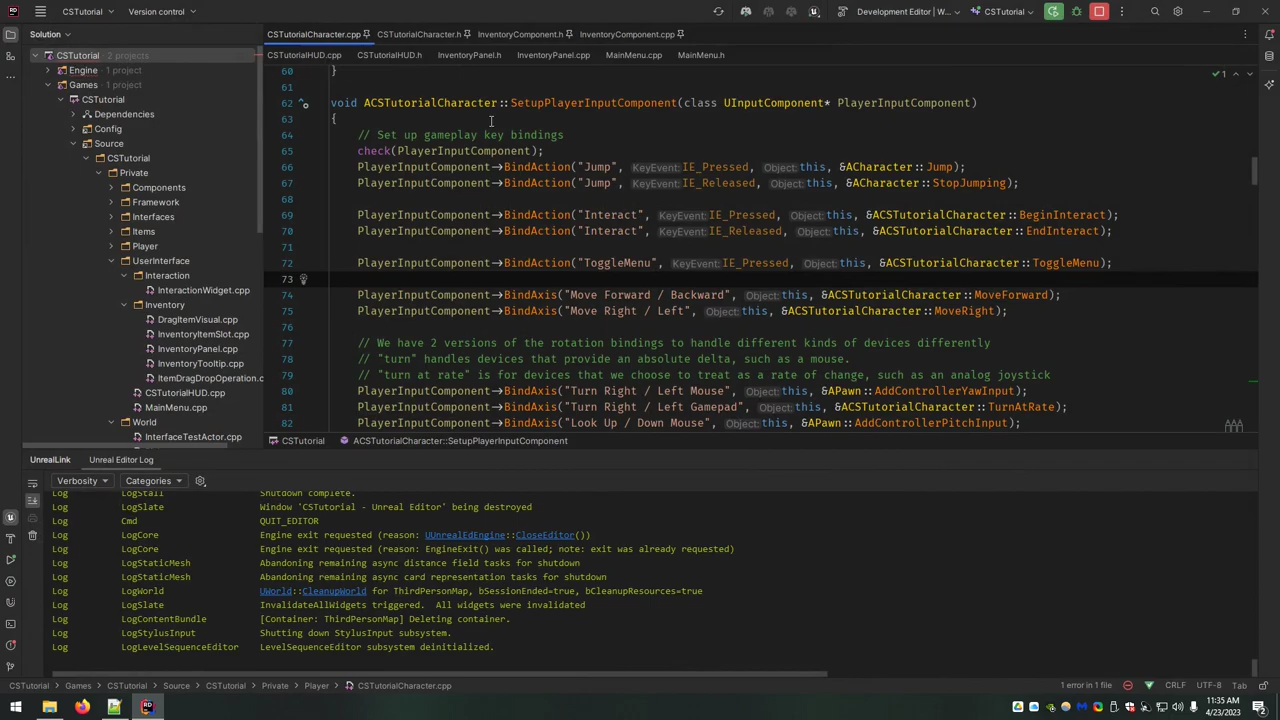 CSTutorial
Version control
Development Editor | W...
CSTutorial
Solution
CSTutorialCharacter.cpp
CSTutorialCharacter.h
InventoryComponent.h
InventoryComponent.cpp
CSTutorialHUD.cpp
CSTutorialHUD.h
InventoryPanel.h
InventoryPanel.cpp
MainMenu.cpp
MainMenu.h
CSTutorial 2 projects
Engine 1 project
Games 1 project
CSTutorial
Dependencies
Config
Source
CSTutorial
Private
Components
Framework
Interfaces
Items
Player
UserInterface
Interaction
InteractionWidget.cpp
Inventory
DragItemVisual.cpp
InventoryItemSlot.cpp
InventoryPanel.cpp
InventoryTooltip.cpp
ItemDragDropOperation.c
CSTutorialHUD.cpp
MainMenu.cpp
World
InterfaceTestActor.cpp
1
60 }
61
62 void ACSTutorialCharacter::SetupPlayerInputComponent(class UInputComponent* PlayerInputComponent)
63 {
64 // Set up gameplay key bindings
65 check(PlayerInputComponent);
66 PlayerInputComponent→BindAction("Jump", KeyEvent:IE_Pressed, Object:this, &ACharacter::Jump);
67 PlayerInputComponent→BindAction("Jump", KeyEvent:IE_Released, Object:this, &ACharacter::StopJumping);
68
69 PlayerInputComponent→BindAction("Interact", KeyEvent:IE_Pressed, Object:this, &ACSTutorialCharacter::BeginInteract);
70 PlayerInputComponent→BindAction("Interact", KeyEvent:IE_Released, Object:this, &ACSTutorialCharacter::EndInteract);
71
72 PlayerInputComponent→BindAction("ToggleMenu", KeyEvent:IE_Pressed, Object:this, &ACSTutorialCharacter::ToggleMenu);
73
74 PlayerInputComponent→BindAxis("Move Forward / Backward", Object:this, &ACSTutorialCharacter::MoveForward);
75 PlayerInputComponent→BindAxis("Move Right / Left", Object:this, &ACSTutorialCharacter::MoveRight);
76
77 // We have 2 versions of the rotation bindings to handle different kinds of devices differently
78 // "turn" handles devices that provide an absolute delta, such as a mouse.
79 // "turn at rate" is for devices that we choose to treat as a rate of change, such as an analog joystick
80 PlayerInputComponent→BindAxis("Turn Right / Left Mouse", Object:this, &APawn::AddControllerYawInput);
81 PlayerInputComponent→BindAxis("Turn Right / Left Gamepad", Object:this, &ACSTutorialCharacter::TurnAtRate);
82 PlayerInputComponent→BindAxis("Look Up / Down Mouse", Object:this, &APawn::AddControllerPitchInput);
CSTutorial ACSTutorialCharacter::SetupPlayerInputComponent
UnrealLink Unreal Editor Log
Verbosity Categories
Log LogStall Shutdown complete.
Log LogSlate Window 'CSTutorial - Unreal Editor' being destroyed
Log Cmd QUIT_EDITOR
Log LogCore Engine exit requested (reason: UUnrealEdEngine::CloseEditor())
Log LogCore Engine exit requested (reason: EngineExit() was called; note: exit was already requested)
Log LogStaticMesh Abandoning remaining async distance field tasks for shutdown
Log LogStaticMesh Abandoning remaining async card representation tasks for shutdown
Log LogWorld UWorld::CleanupWorld for ThirdPersonMap, bSessionEnded=true, bCleanupResources=true
Log LogSlate InvalidateAllWidgets triggered. All widgets were invalidated
Log LogContentBundle [Container: ThirdPersonMap] Deleting container.
Log LogStylusInput Shutting down StylusInput subsystem.
Log LogLevelSequenceEditor LevelSequenceEditor subsystem deinitialized.
CSTutorial Games CSTutorial Source CSTutorial Private Player CSTutorialCharacter.cpp
1 error in 1 file CRLF UTF-8 Tab
11:35 AM
4/23/2023